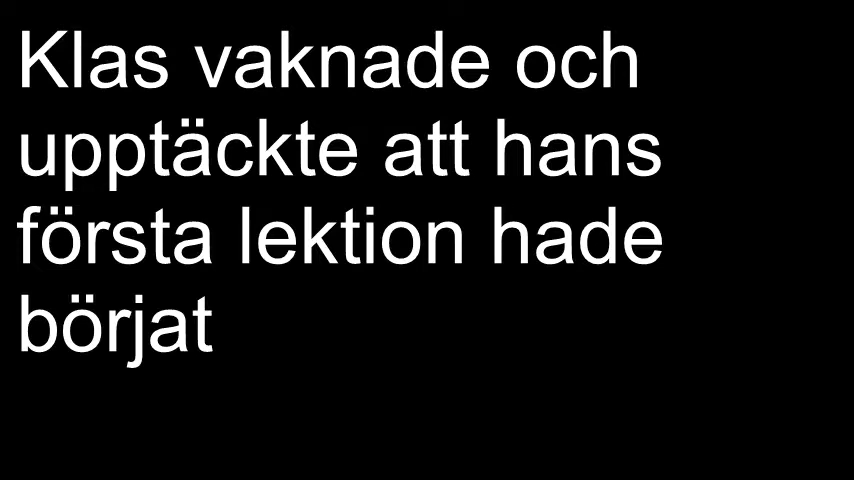 Klas vaknade och
upptäckte att hans
första lektion hade
börjat